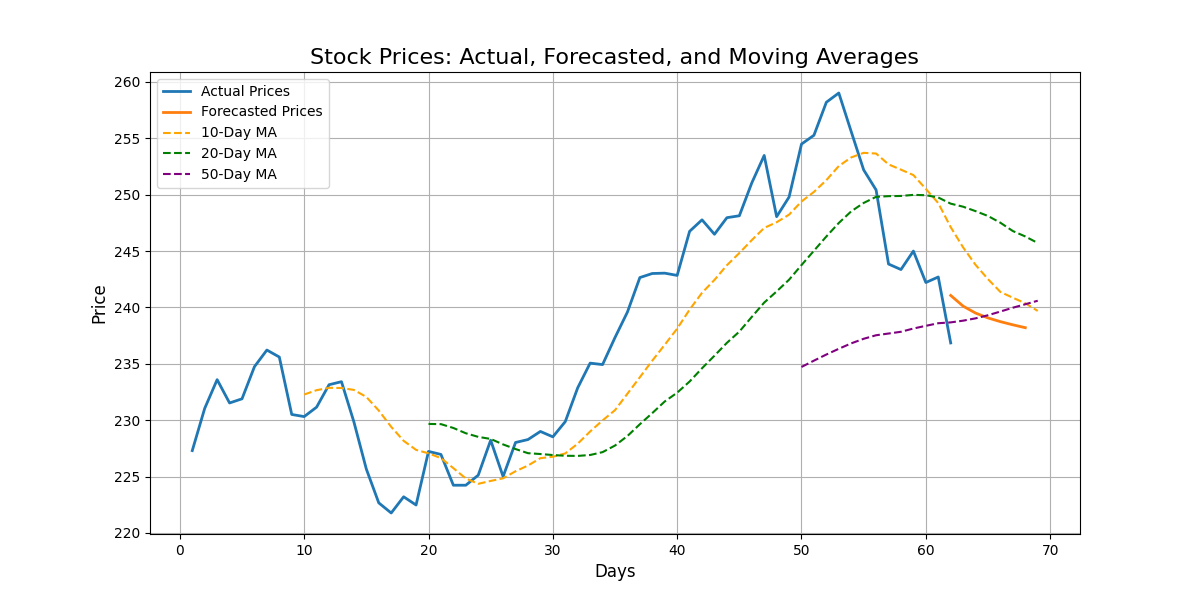 Stock Prices: Actual, Forecasted, and Moving Averages
Actual Prices
Forecasted Prices
10-Day MA
20-Day MA
50-Day MA
260
255
250
245
240
235
230
225
220
Price
0 10 20 30 40 50 60 70
Days